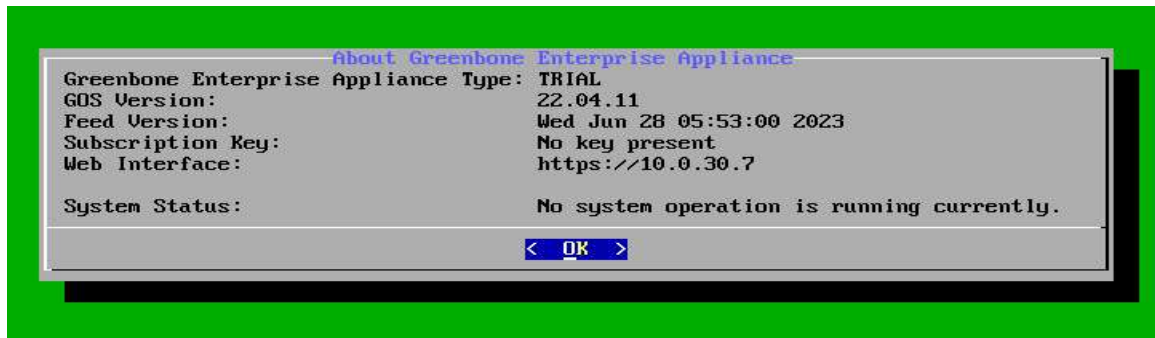 About Greenbone Enterprise Appliance
Greenbone Enterprise Appliance Type: TRIAL
GOS Version: 22.04.11
Feed Version: Wed Jun 28 05:53:00 2023
Subscription Key: No key present
Web Interface: https://10.0.30.7
System Status: No system operation is running currently.
< OK >